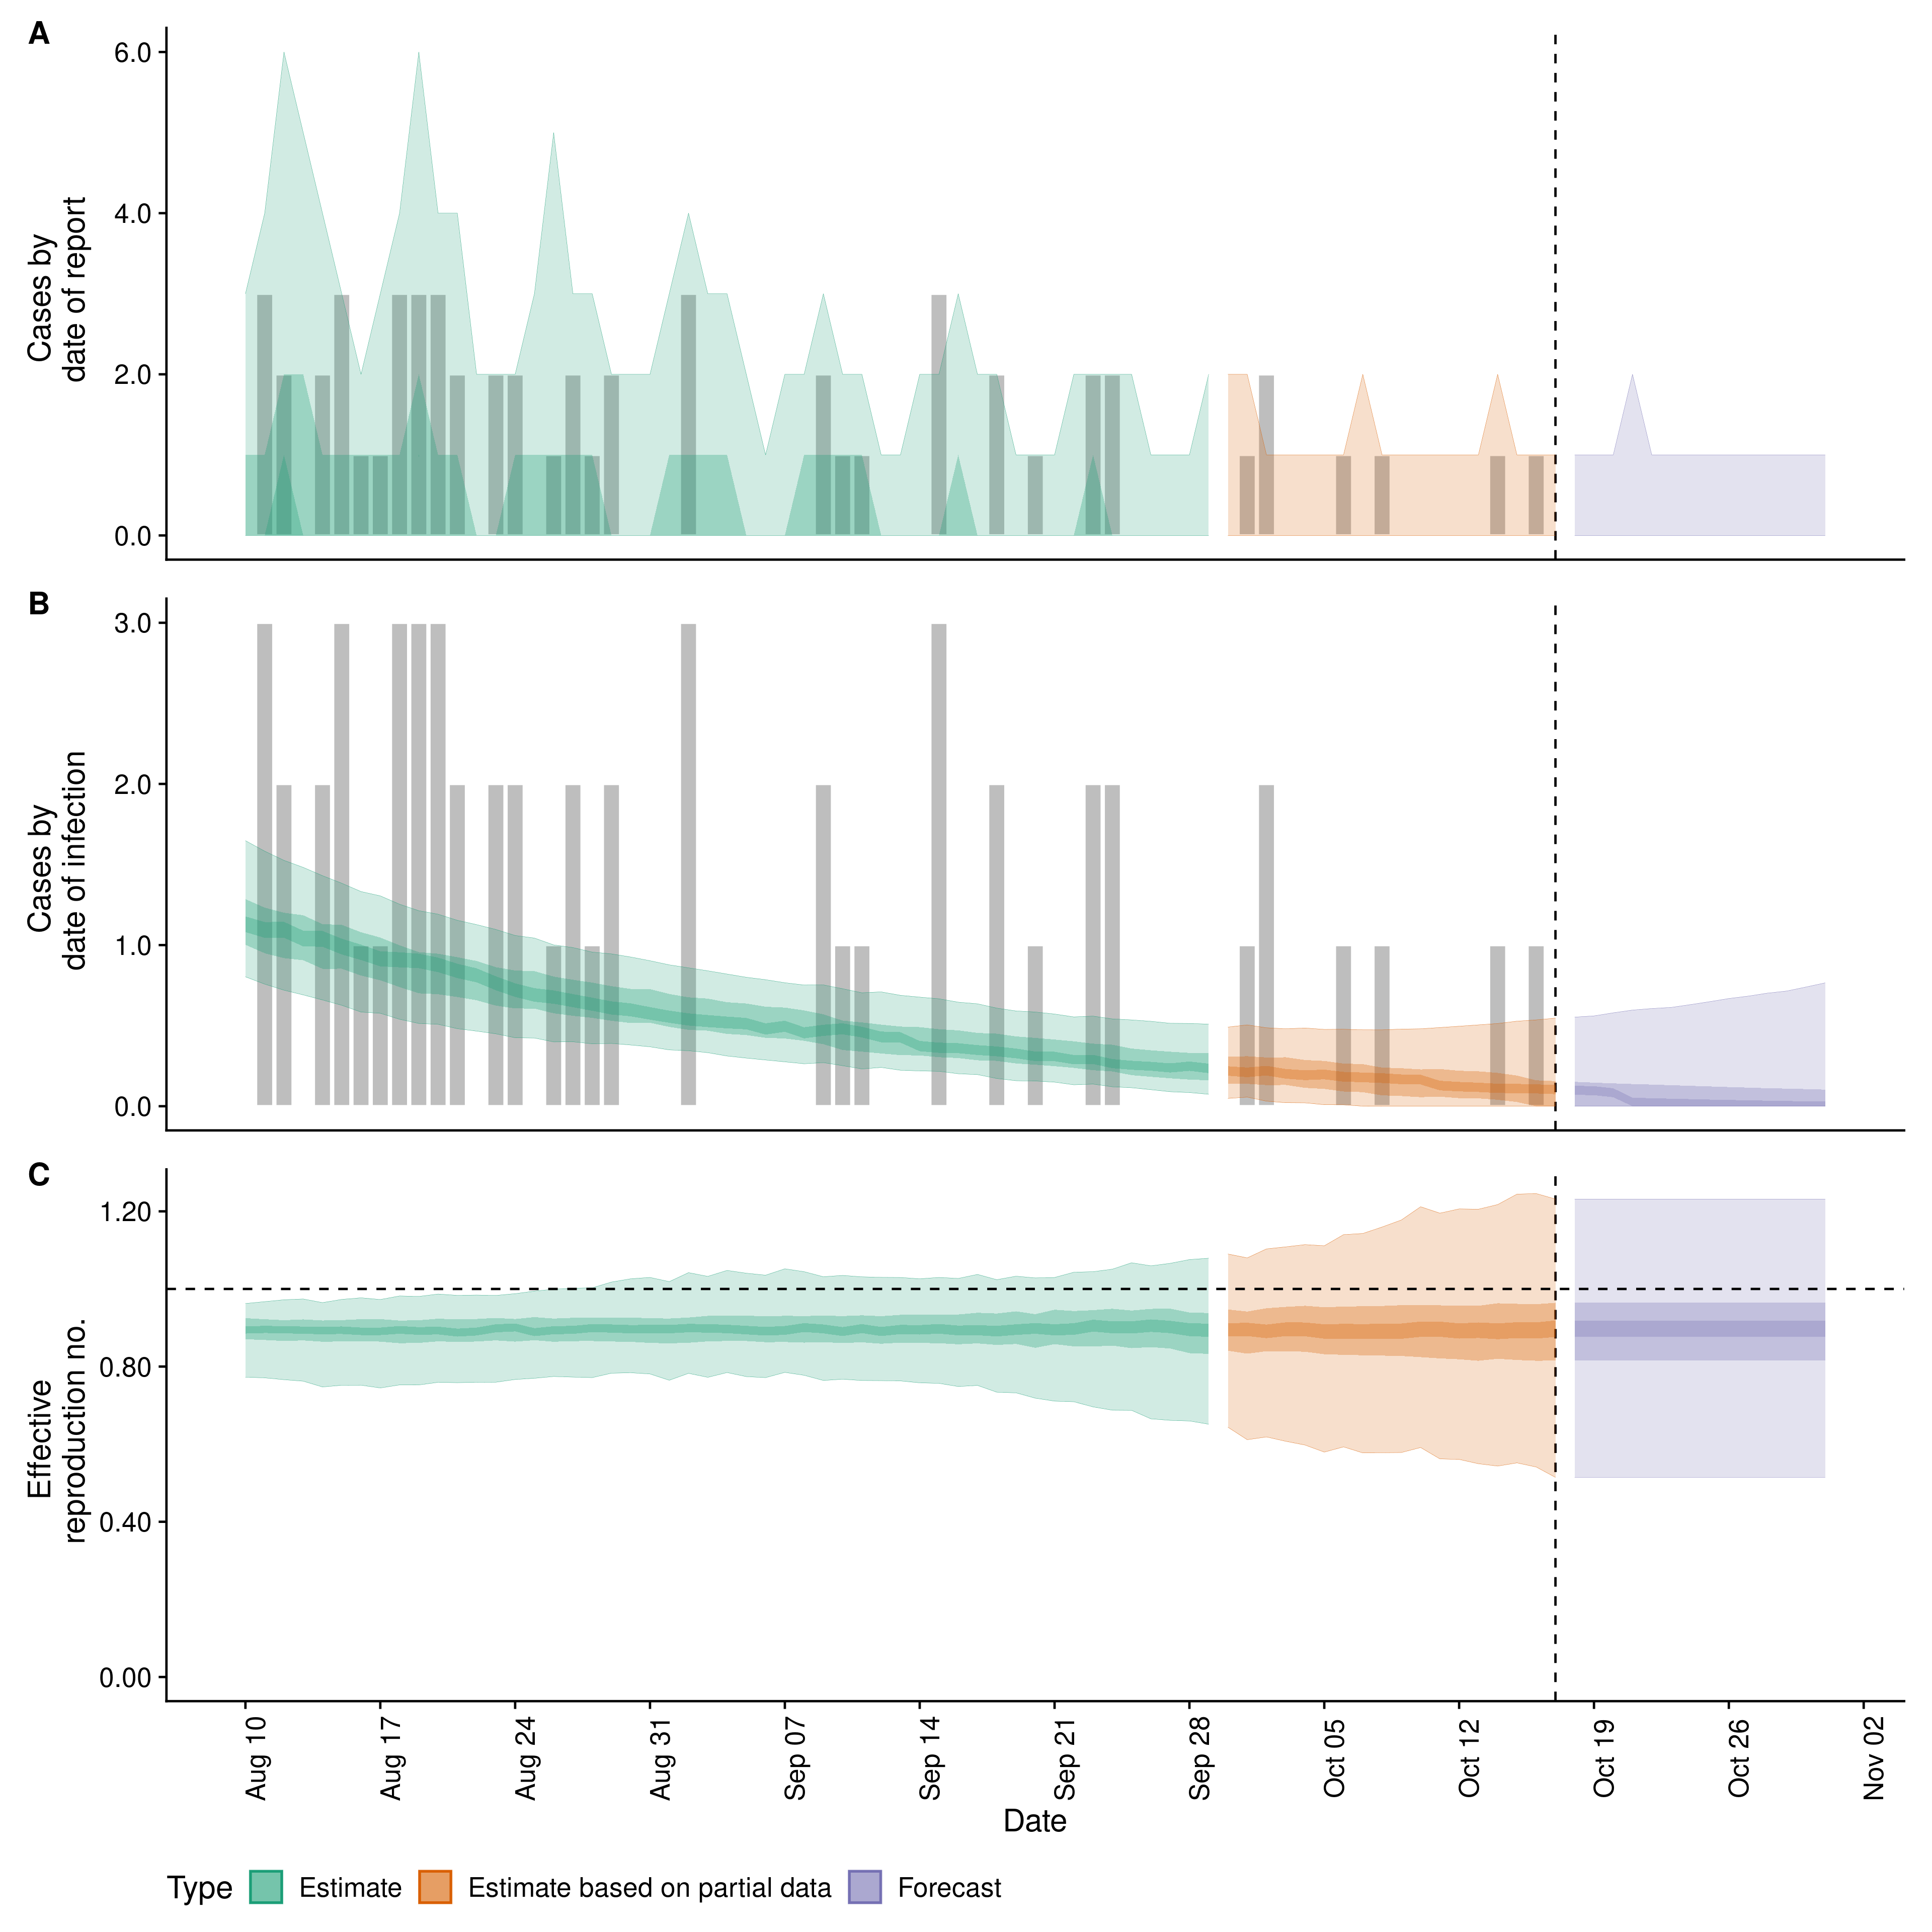 A
Cases by
date of report
6.0
4.0
2.0
0.0
B
Cases by
date of infection
3.0
2.0
1.0
0.0
C
Effective
reproduction no.
1.20
0.80
0.40
0.00
Aug 10
Aug 17
Aug 24
Aug 31
Sep 07
Sep 14
Sep 21
Sep 28
Oct 05
Oct 12
Oct 19
Oct 26
Nov 02
Date
Type Estimate Estimate based on partial data Forecast